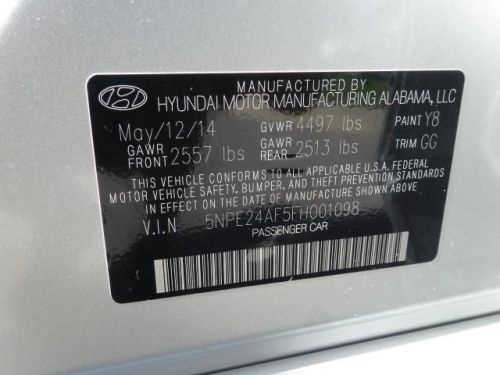 MANUFACTURED BY
HYUNDAI MOTOR MANUFACTURING ALABAMA, LLC
May/12/14 GVWR 4497 lbs PAINT Y8
GAWR FRONT 2557 lbs GAWR REAR 2513 lbs TRIM GG
THIS VEHICLE CONFORMS TO ALL APPLICABLE U.S.A. FEDERAL
MOTOR VEHICLE SAFETY, BUMPER, AND THEFT PREVENTION STANDARDS
IN EFFECT ON THE DATE OF MANUFACTURE SHOWN ABOVE.
V.I.N 5NPE24AF5FH001098
PASSENGER CAR